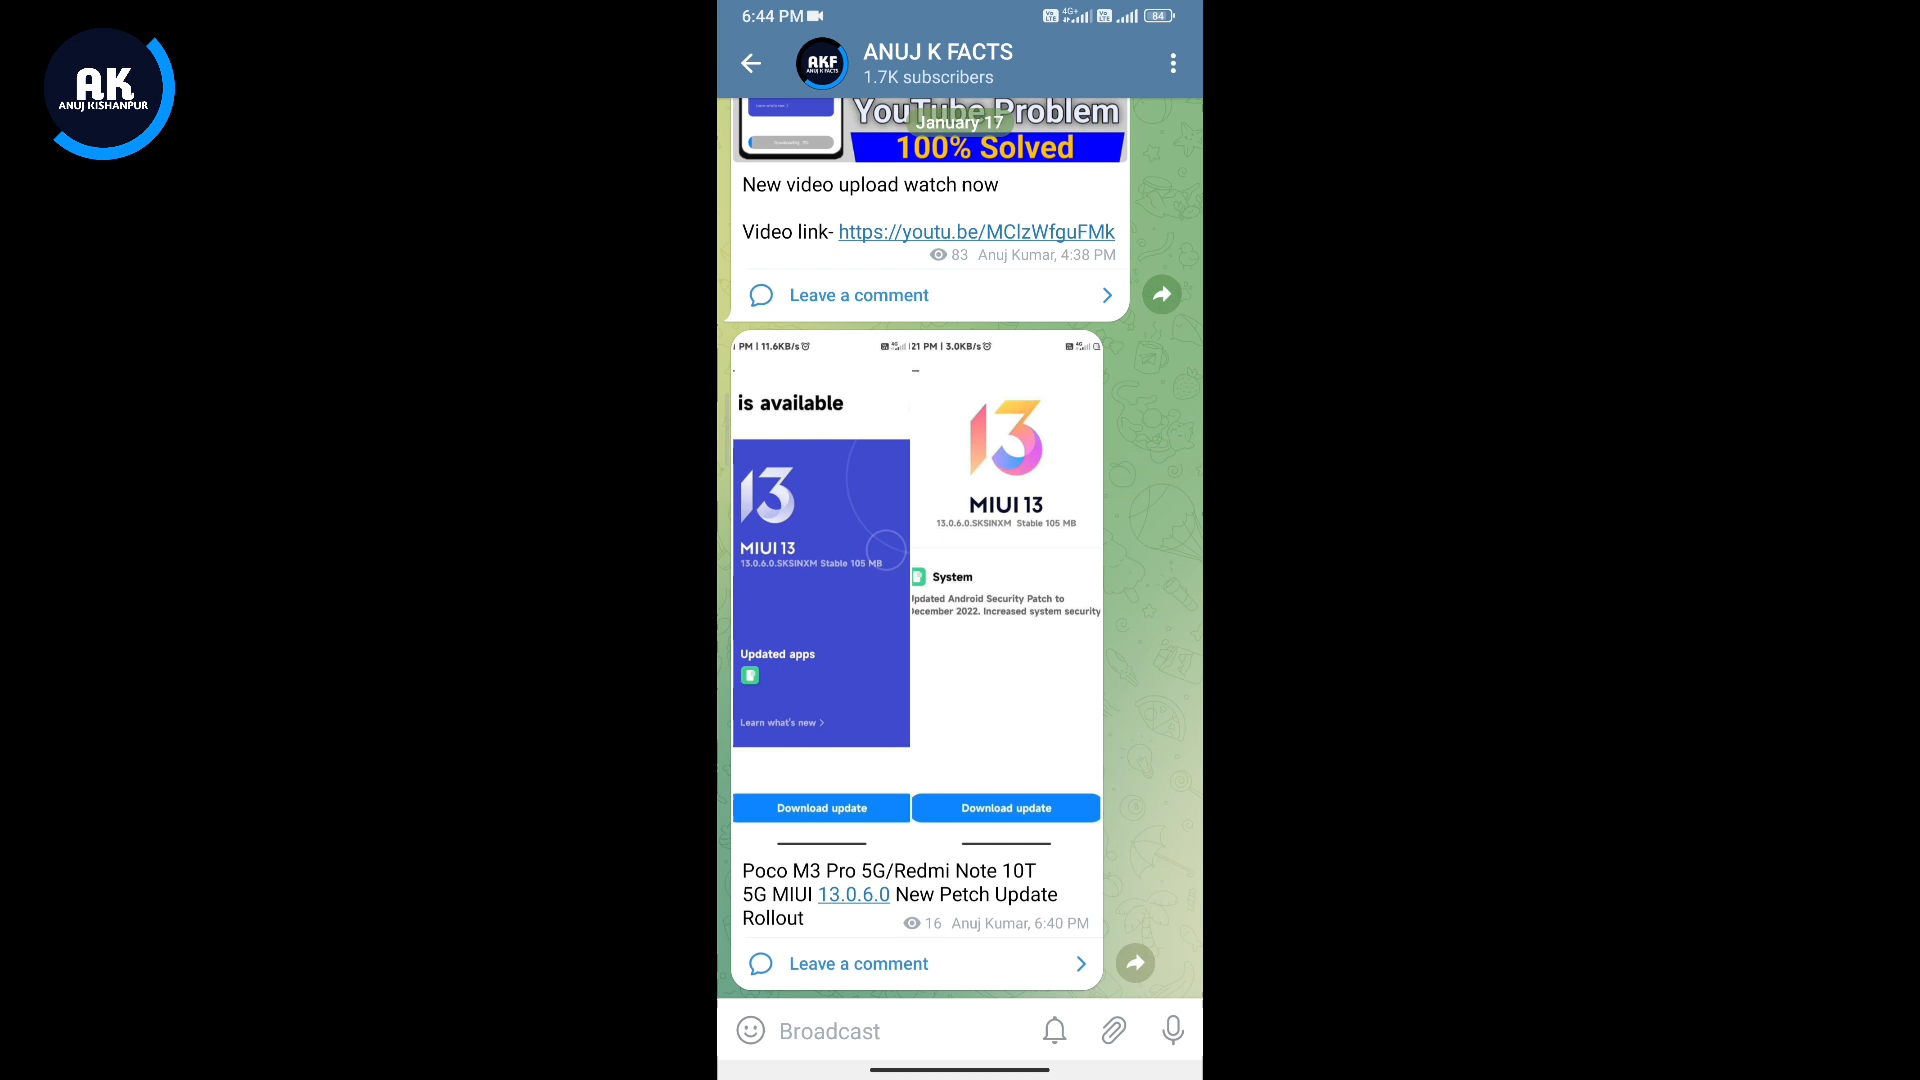 AK
ANUJ KISHANPUR
6:44 PM
84
AKF
ANUJ K FACTS
ANUJ K FACTS
1.7K subscribers
YouTube Problem
January 17
100% Solved
New video upload watch now
Video link- https://youtu.be/MClzWfguFMk
83 Anuj Kumar, 4:38 PM
Leave a comment
PM | 11.6KB/s
21 PM | 3.0KB/s
is available
13
MIUI 13
13.0.6.0.SKSINXM Stable 105 MB
Updated apps
Learn what's new >
Download update
13
MIUI 13
13.0.6.0.SKSINXM Stable 105 MB
System
Updated Android Security Patch to
December 2022. Increased system security
Download update
Poco M3 Pro 5G/Redmi Note 10T
5G MIUI 13.0.6.0 New Petch Update
Rollout
16 Anuj Kumar, 6:40 PM
Leave a comment
Broadcast